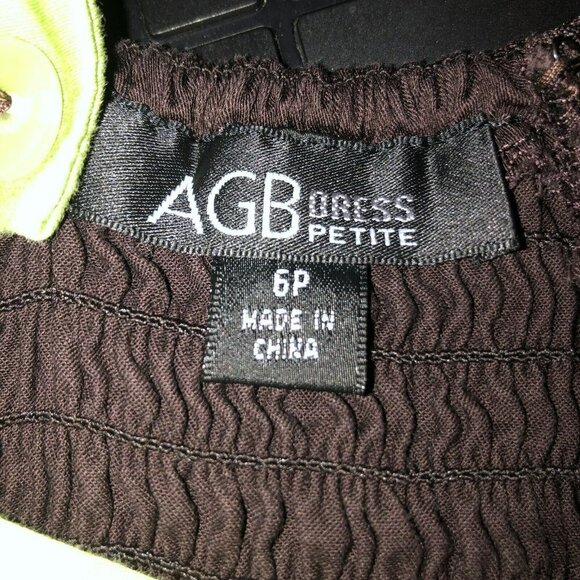 AGB DRESS
PETITE
6P
MADE IN
CHINA